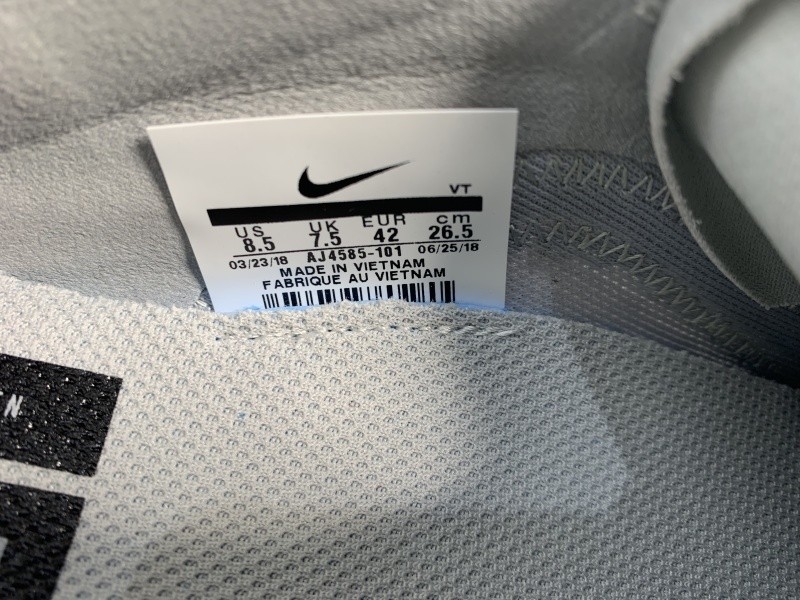 VT
US UK EUR cm
8.5 7.5 42 26.5
03/23/18 AJ4585-101 06/25/18
MADE IN VIETNAM
FABRIQUE AU VIETNAM
N